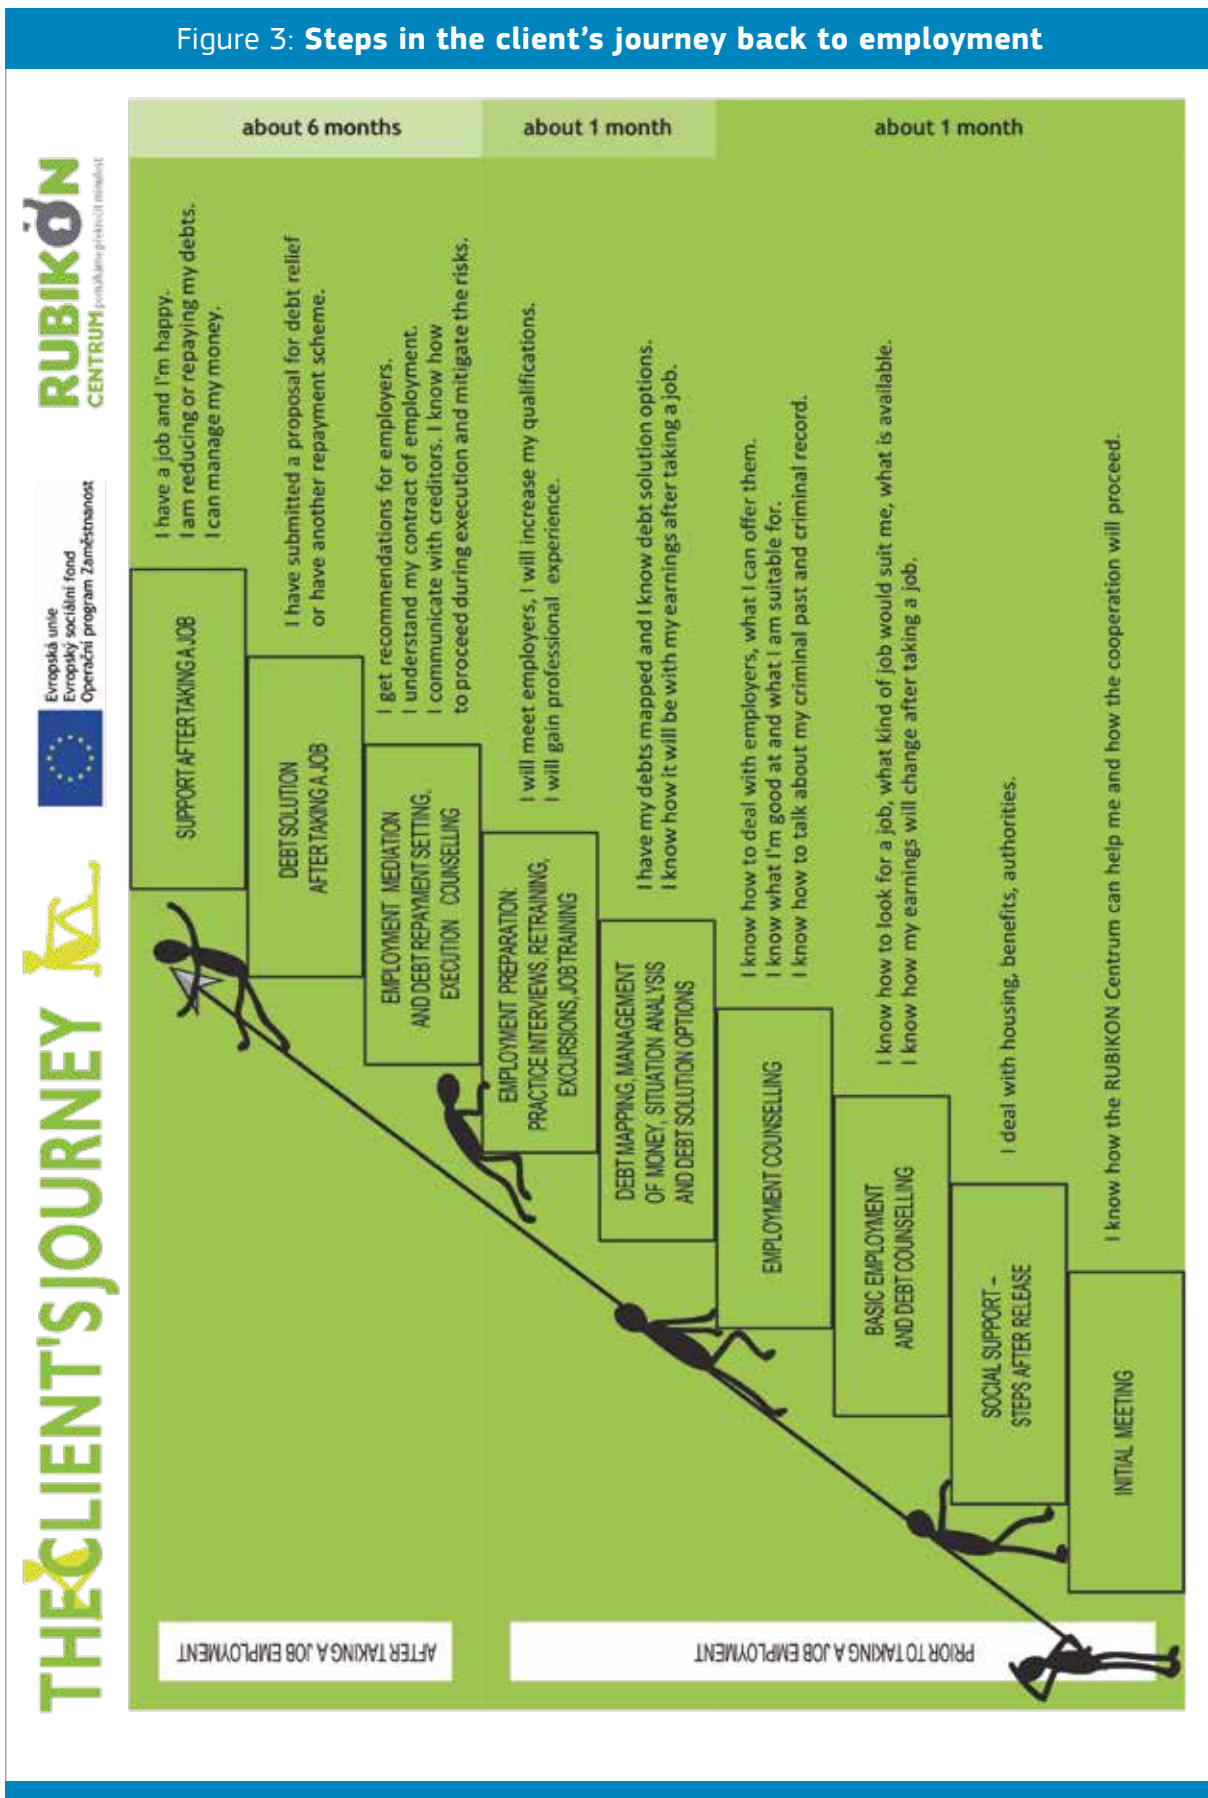 Figure 3: Steps in the client's journey back to employment
THE CLIENT'S JOURNEY
Evropská unie
Evropský sociální fond
Operační program Zaměstnanost
RUBIKON
CENTRUM pomáháme překročit minulost
about 6 months
about 1 month
about 1 month
AFTER TAKING A JOB EMPLOYMENT
PRIOR TO TAKING A JOB EMPLOYMENT
SUPPORT AFTER TAKING A JOB
I have a job and I'm happy.
I am reducing or repaying my debts.
I can manage my money.
DEBT SOLUTION
AFTER TAKING A JOB
I have submitted a proposal for debt relief
or have another repayment scheme.
EMPLOYMENT MEDIATION
AND DEBT REPAYMENT SETTING,
EXECUTION COUNSELLING
I get recommendations for employers.
I understand my contract of employment.
I communicate with creditors. I know how
to proceed during execution and mitigate the risks.
EMPLOYMENT PREPARATION:
PRACTICE INTERVIEWS, RETRAINING,
EXCURSIONS, JOB TRAINING
I will meet employers, I will increase my qualifications.
I will gain professional experience.
DEBT MAPPING, MANAGEMENT
OF MONEY, SITUATION ANALYSIS
AND DEBT SOLUTION OPTIONS
I have my debts mapped and I know debt solution options.
I know how it will be with my earnings after taking a job.
EMPLOYMENT COUNSELLING
I know how to deal with employers, what I can offer them.
I know what I'm good at and what I am suitable for.
I know how to talk about my criminal past and criminal record.
BASIC EMPLOYMENT
AND DEBT COUNSELLING
I know how to look for a job, what kind of job would suit me, what is available.
I know how my earnings will change after taking a job.
SOCIAL SUPPORT –
STEPS AFTER RELEASE
I deal with housing, benefits, authorities.
INITIAL MEETING
I know how the RUBIKON Centrum can help me and how the cooperation will proceed.